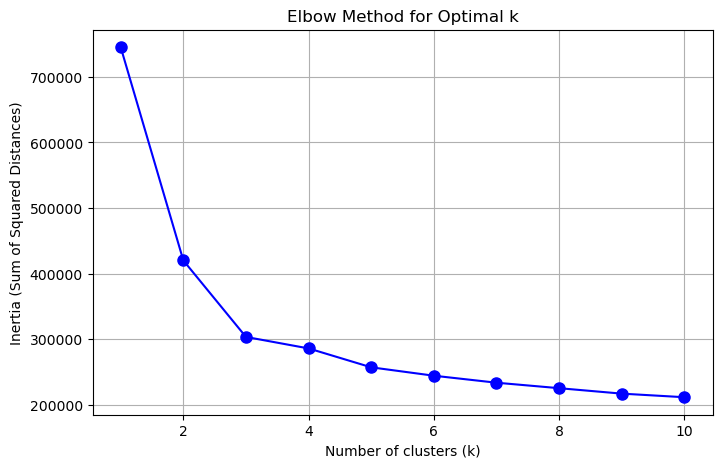 Elbow Method for Optimal k
Inertia (Sum of Squared Distances)
700000
600000
500000
400000
300000
200000
2 4 6 8 10
Number of clusters (k)